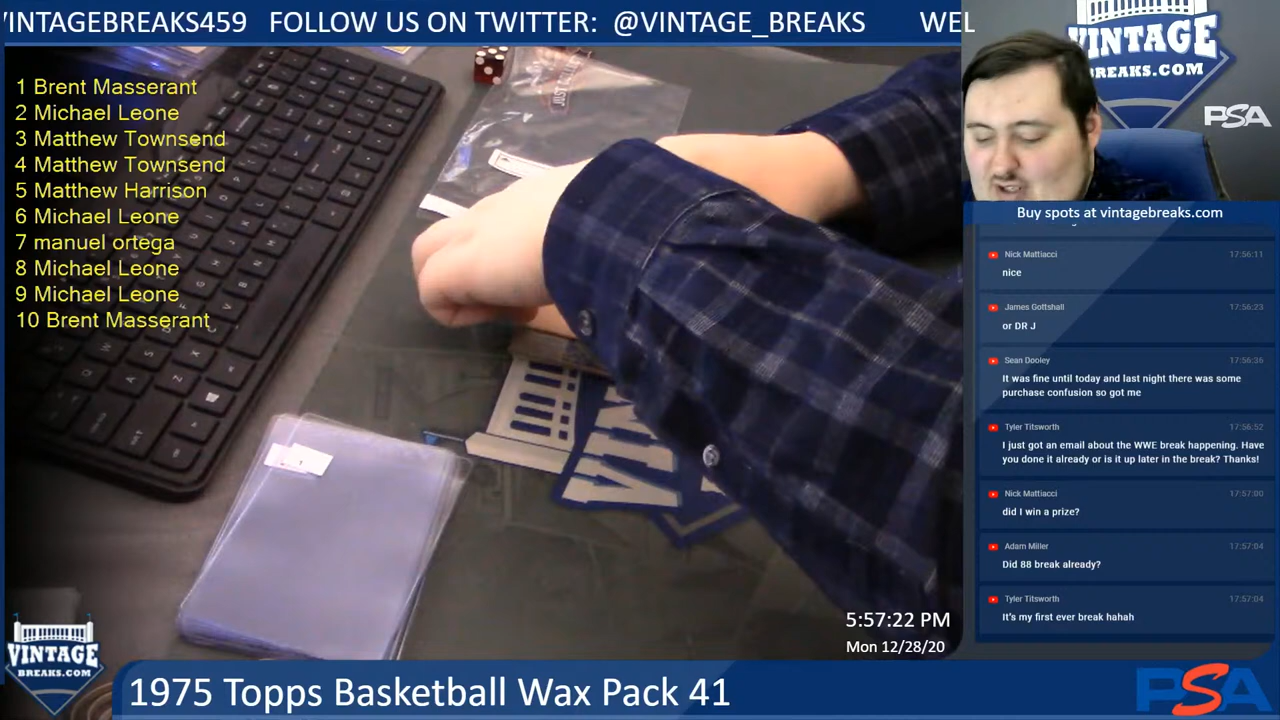 INTAGEBREAKS459 FOLLOW US ON TWITTER: @VINTAGE_BREAKS WEL
VINTAGE
BREAKS.COM
PSA
1 Brent Masserant
2 Michael Leone
3 Matthew Townsend
4 Matthew Townsend
5 Matthew Harrison
6 Michael Leone
7 manuel ortega
8 Michael Leone
9 Michael Leone
10 Brent Masserant
Buy spots at vintagebreaks.com
Nick Mattiacci 17:56:11
nice
James Gottshall 17:56:23
or DR J
Sean Dooley 17:56:36
It was fine until today and last night there was some
purchase confusion so got me
Tyler Titsworth 17:56:52
I just got an email about the WWE break happening. Have
you done it already or is it up later in the break? Thanks!
Nick Mattiacci 17:57:00
did I win a prize?
Adam Miller 17:57:04
Did 88 break already?
Tyler Titsworth 17:57:04
It's my first ever break hahah
5:57:22 PM
Mon 12/28/20
VINTAGE
BREAKS.COM
1975 Topps Basketball Wax Pack 41
PSA